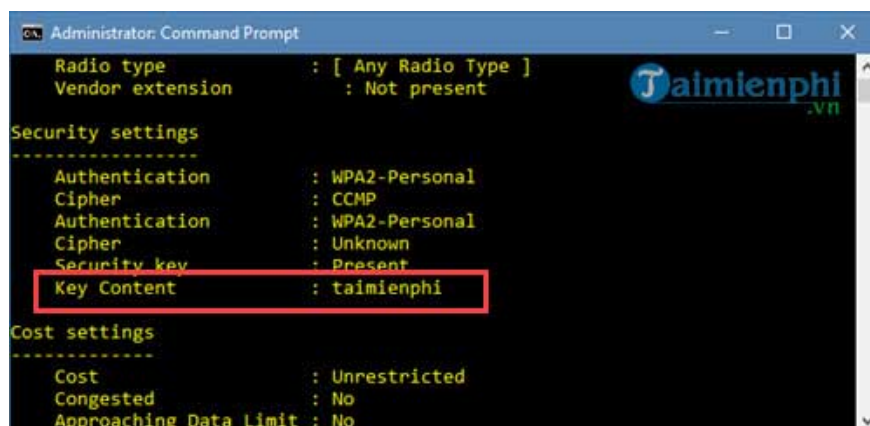 Administrator: Command Prompt
Radio type : [ Any Radio Type ]
Vendor extension : Not present
Taimienphi
.vn
Security settings
------------------
Authentication : WPA2-Personal
Cipher : CCMP
Authentication : WPA2-Personal
Cipher : Unknown
Security key : Present
Key Content : taimienphi
Cost settings
-------------
Cost : Unrestricted
Congested : No
Approaching Data Limit : No